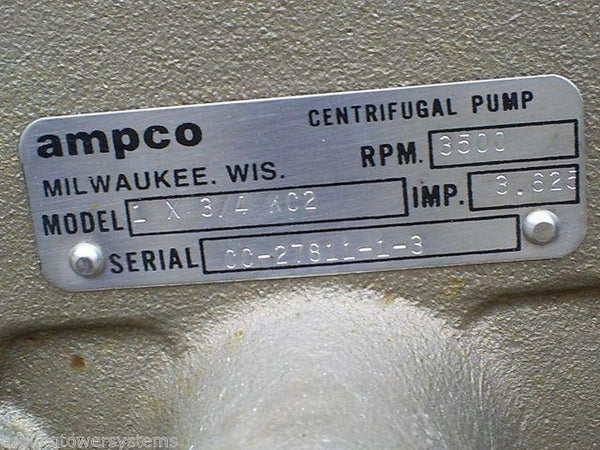 ampco CENTRIFUGAL PUMP
MILWAUKEE, WIS. RPM. 3500
MODEL 1 X 3/4 KC2 IMP. 3.625
SERIAL CC-27811-1-3